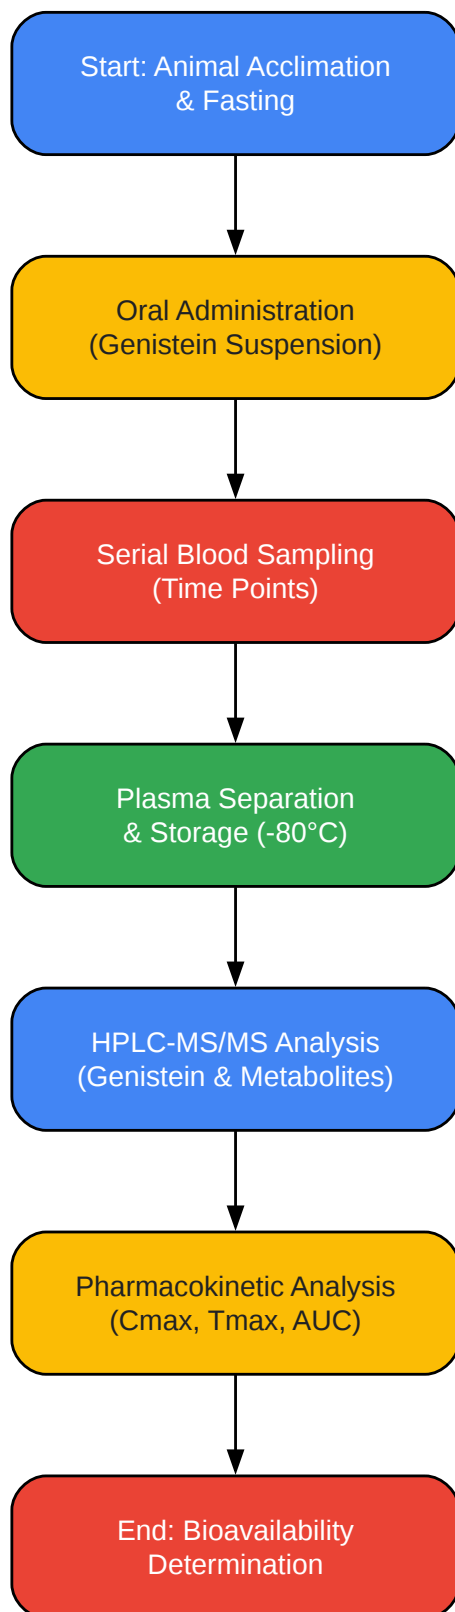 Start: Animal Acclimation
& Fasting
Oral Administration
(Genistein Suspension)
Serial Blood Sampling
(Time Points)
Plasma Separation
& Storage (-80°C)
HPLC-MS/MS Analysis
(Genistein & Metabolites)
Pharmacokinetic Analysis
(Cmax, Tmax, AUC)
End: Bioavailability
Determination